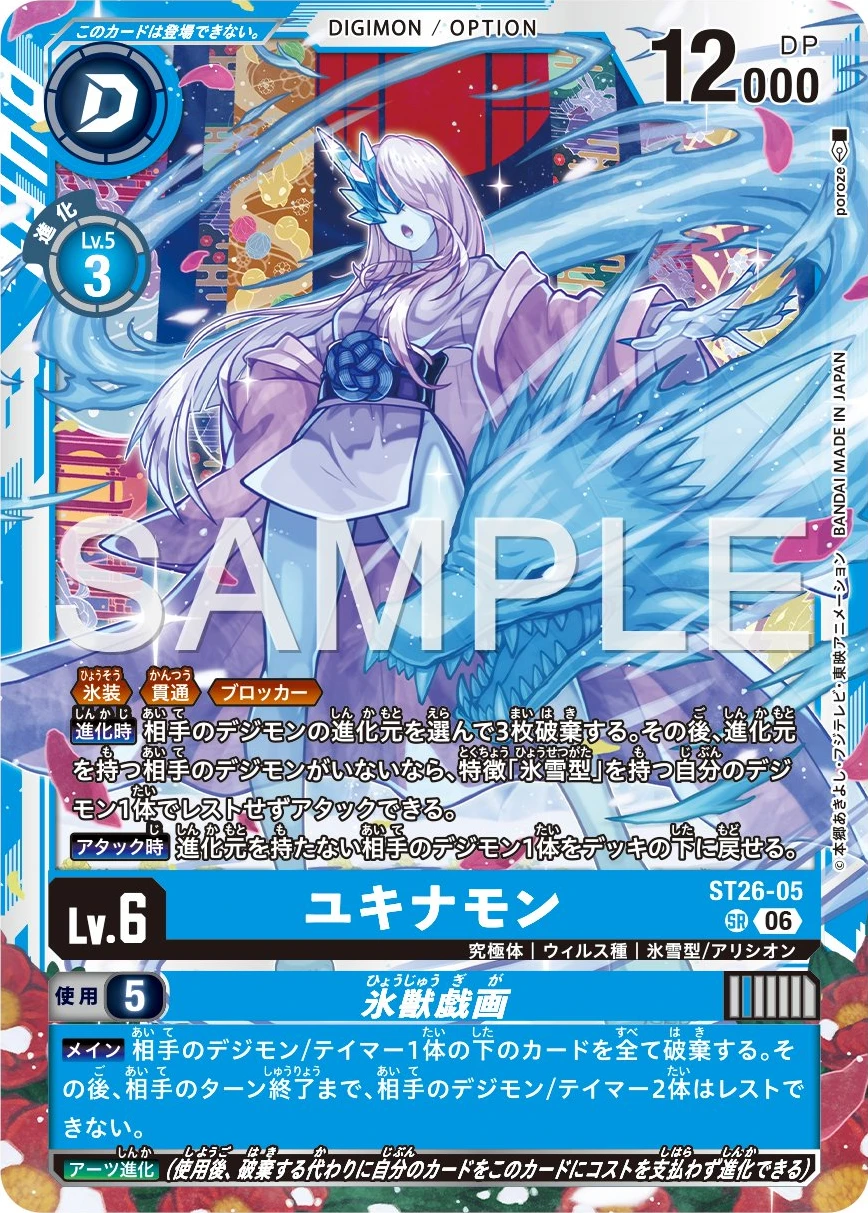 このカードは登場できない。
DIGIMON / OPTION
12000
DP
D
進化
Lv.5
3
poroze
SAMPLE
©本郷あきよし・フジテレビ・東映アニメーション BANDAI MADE IN JAPAN
氷装 貫通 ブロッカー
進化時 相手のデジモンの進化元を選んで3枚破棄する。その後、進化元
を持つ相手のデジモンがいないなら、特徴「氷雪型」を持つ自分のデジ
モン1体でレストせずアタックできる。
アタック時 進化元を持たない相手のデジモン1体をデッキの下に戻せる。
Lv.6
ユキナモン
ST26-05
SR 06
究極体 | ウィルス種 | 氷雪型/アリシオン
使用 5
氷獣戯画
メイン 相手のデジモン/テイマー1体の下のカードを全て破棄する。そ
の後、相手のターン終了まで、相手のデジモン/テイマー2体はレストで
きない。
アーツ進化 (使用後、破棄する代わりに自分のカードをこのカードにコストを支払わず進化できる)